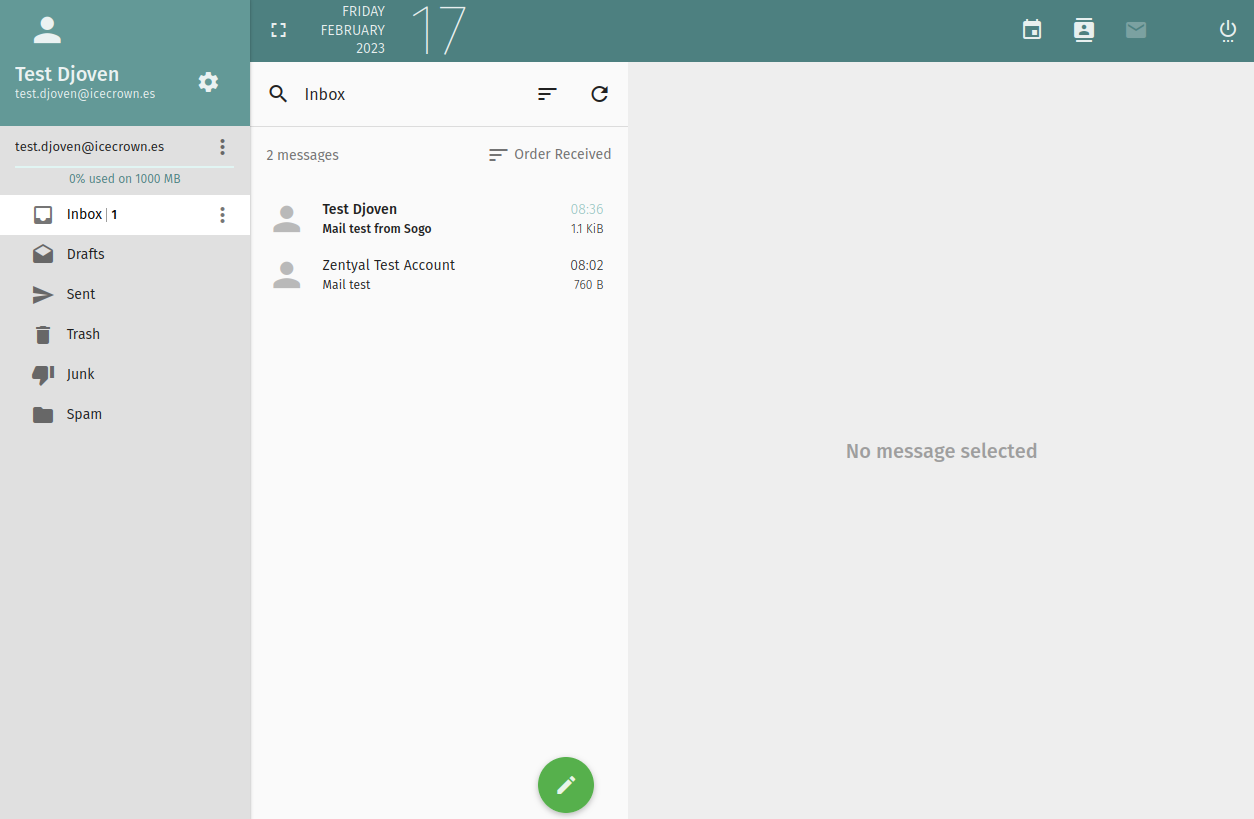 Test Djoven
test.djoven@icecrown.es
test.djoven@icecrown.es
0% used on 1000 MB
Inbox | 1
Drafts
Sent
Trash
Junk
Spam
FRIDAY
FEBRUARY
2023
17
Inbox
2 messages
Order Received
Test Djoven 08:36
Mail test from Sogo 1.1 KiB
Zentyal Test Account 08:02
Mail test 760 B
No message selected